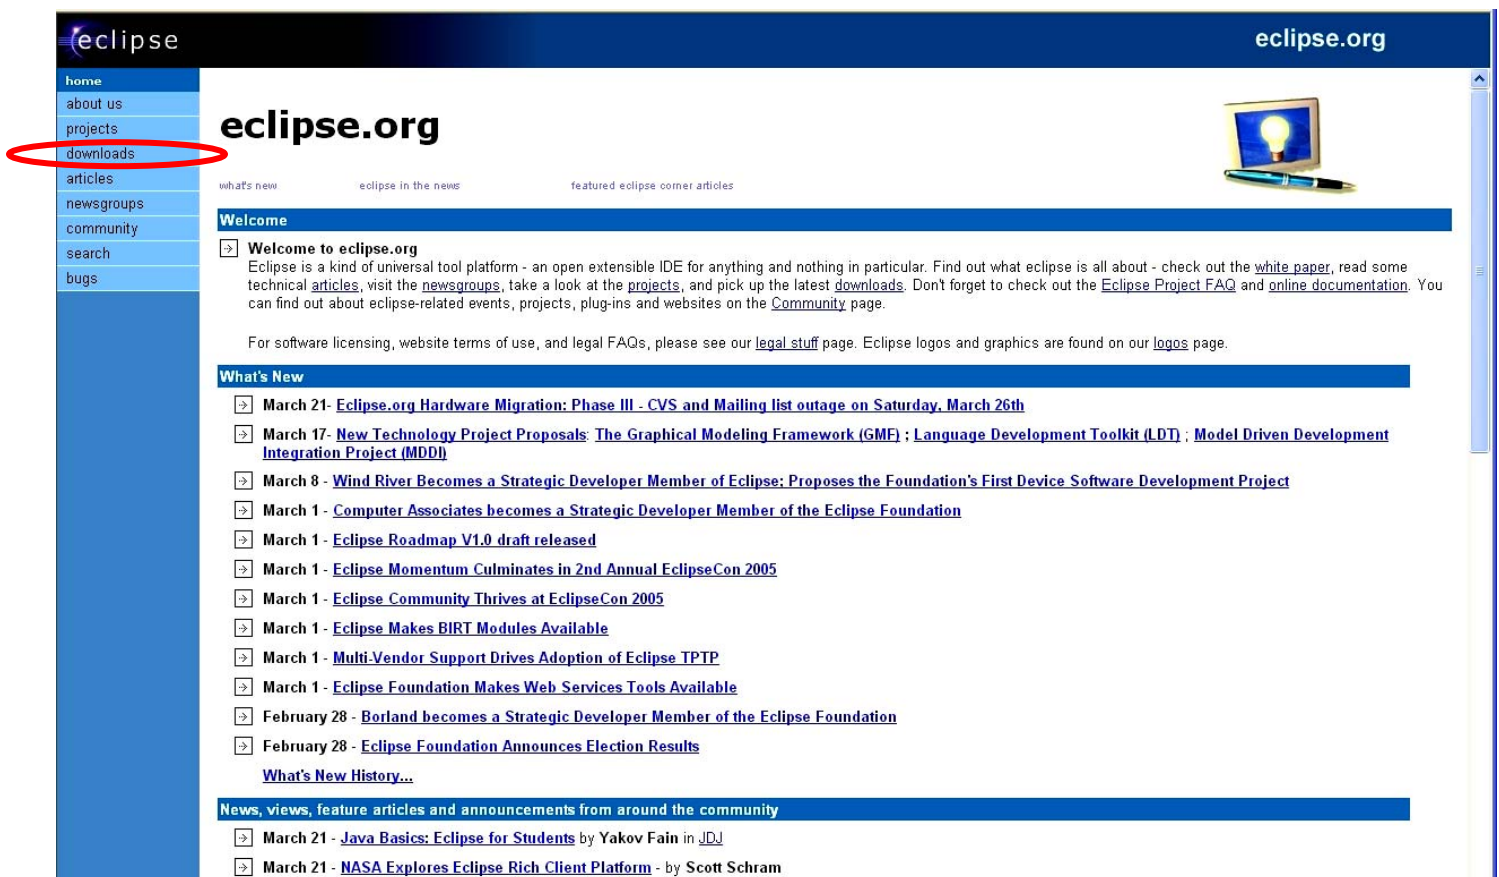 eclipse
eclipse.org
home
about us
projects
downloads
articles
newsgroups
community
search
bugs
eclipse.org
what's new eclipse in the news featured eclipse corner articles
Welcome
Welcome to eclipse.org
Eclipse is a kind of universal tool platform - an open extensible IDE for anything and nothing in particular. Find out what eclipse is all about - check out the white paper, read some
technical articles, visit the newsgroups, take a look at the projects, and pick up the latest downloads. Don't forget to check out the Eclipse Project FAQ and online documentation. You
can find out about eclipse-related events, projects, plug-ins and websites on the Community page.
For software licensing, website terms of use, and legal FAQs, please see our legal stuff page. Eclipse logos and graphics are found on our logos page.
What's New
March 21- Eclipse.org Hardware Migration: Phase III - CVS and Mailing list outage on Saturday, March 26th
March 17- New Technology Project Proposals: The Graphical Modeling Framework (GMF) ; Language Development Toolkit (LDT) ; Model Driven Development
Integration Project (MDDI)
March 8 - Wind River Becomes a Strategic Developer Member of Eclipse; Proposes the Foundation's First Device Software Development Project
March 1 - Computer Associates becomes a Strategic Developer Member of the Eclipse Foundation
March 1 - Eclipse Roadmap V1.0 draft released
March 1 - Eclipse Momentum Culminates in 2nd Annual EclipseCon 2005
March 1 - Eclipse Community Thrives at EclipseCon 2005
March 1 - Eclipse Makes BIRT Modules Available
March 1 - Multi-Vendor Support Drives Adoption of Eclipse TPTP
March 1 - Eclipse Foundation Makes Web Services Tools Available
February 28 - Borland becomes a Strategic Developer Member of the Eclipse Foundation
February 28 - Eclipse Foundation Announces Election Results
What's New History...
News, views, feature articles and announcements from around the community
March 21 - Java Basics: Eclipse for Students by Yakov Fain in JDJ
March 21 - NASA Explores Eclipse Rich Client Platform - by Scott Schram